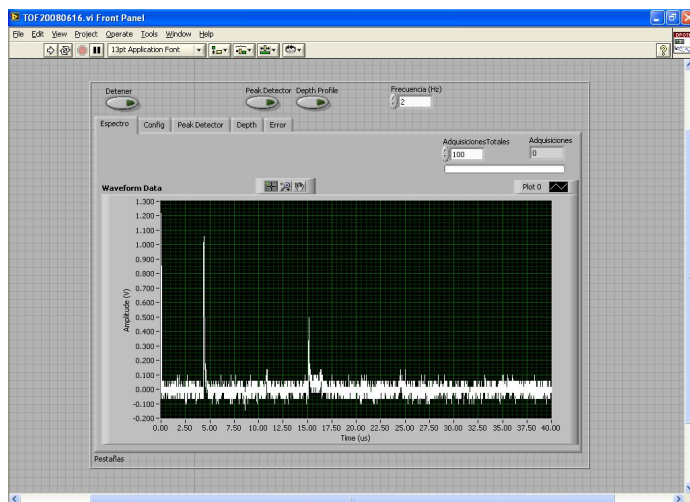 TOF20080616.vi Front Panel
File Edit View Project Operate Tools Window Help
13pt Application Font
Detener Peak Detector Depth Profile Frecuencia (Hz)
2
Espectro Config Peak Detector Depth Error
AdquisicionesTotales Adquisiciones
100 0
Waveform Data Plot 0
1.300
1.200
1.100
1.000
0.900
0.800
0.700
0.600
0.500
0.400
0.300
0.200
0.100
0.000
-0.100
-0.200
Amplitude (V)
0.00 2.50 5.00 7.50 10.00 12.50 15.00 17.50 20.00 22.50 25.00 27.50 30.00 32.50 35.00 37.50 40.00
Time (us)
Pestañas